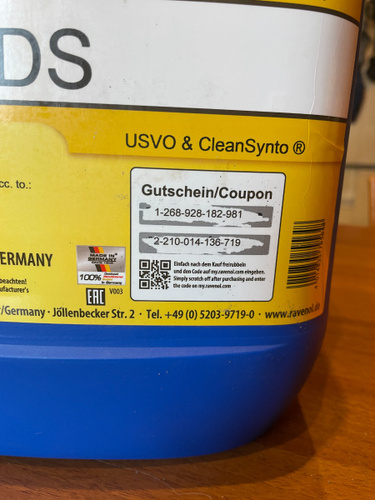 DS
USVO & CleanSynto ®
cc. to.:
Gutschein/Coupon
1-268-928-182-981
2-210-014-136-719
Einfach nach dem Kauf freirubbeln
und den Code auf my.ravenol.com eingeben.
Simply scratch off after purchasing and enter
the code on my.ravenol.com
GERMANY
MADE IN
GERMANY
100%
beachten!
nufacturer's
EAC
V003
/Germany · Jöllenbecker Str. 2 · Tel. +49 (0) 5203-9719-0 · www.ravenol.de